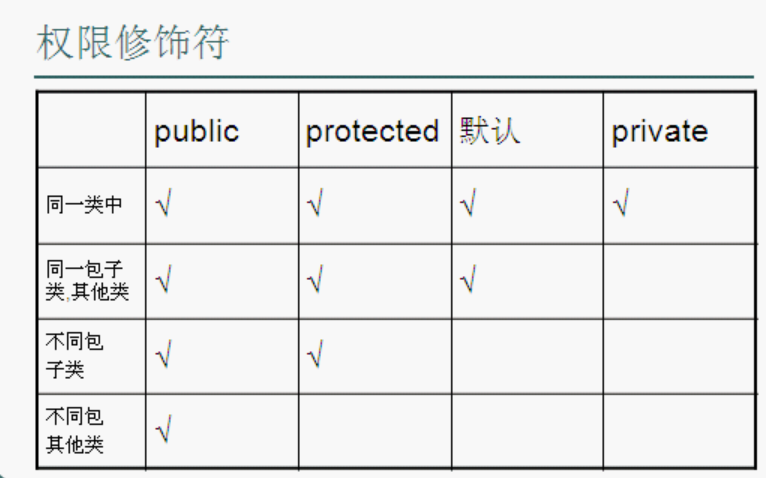 权限修饰符
public protected 默认 private
同一类中 √ √ √ √
同一包子
类,其他类 √ √ √
不同包
子类 √ √
不同包
其他类 √